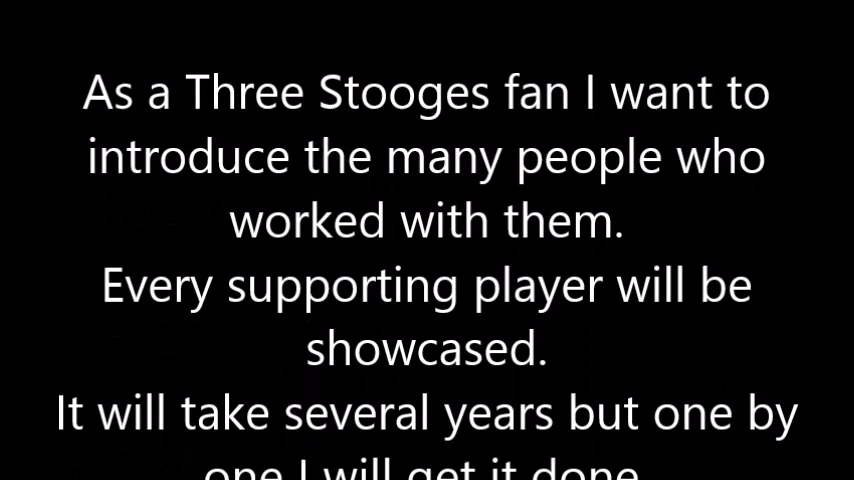 As a Three Stooges fan I want to
introduce the many people who
worked with them.
Every supporting player will be
showcased.
It will take several years but one by
one I will get it done